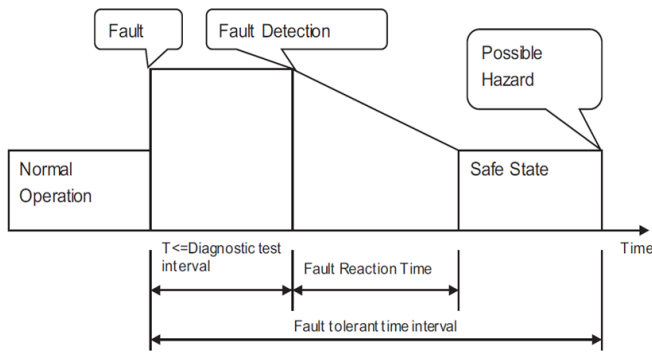 Fault
Fault Detection
Possible
Hazard
Normal
Operation
Safe State
Time
T<=Diagnostic test
interval
Fault Reaction Time
Fault tolerant time interval